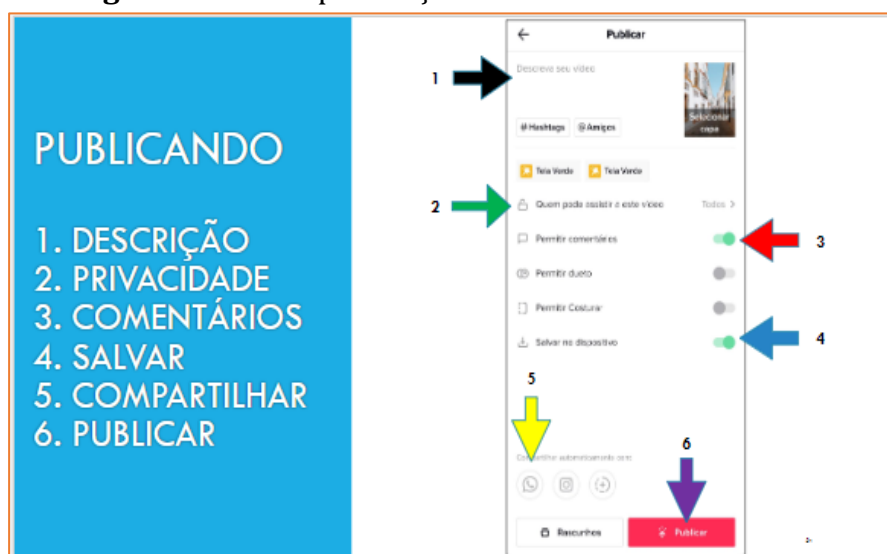 PUBLICANDO
1. DESCRIÇÃO
2. PRIVACIDADE
3. COMENTÁRIOS
4. SALVAR
5. COMPARTILHAR
6. PUBLICAR
Publicar
1
Descreva seu vídeo
Selecionar capa
#Hashtags @Amigos
Tela Verde Tela Verde
2
Quem pode assistir a este vídeo Todos >
Permitir comentários
3
Permitir dueto
Permitir Costurar
Salvar no dispositivo
4
5
6
automaticamente com:
Rascunhos Publicar